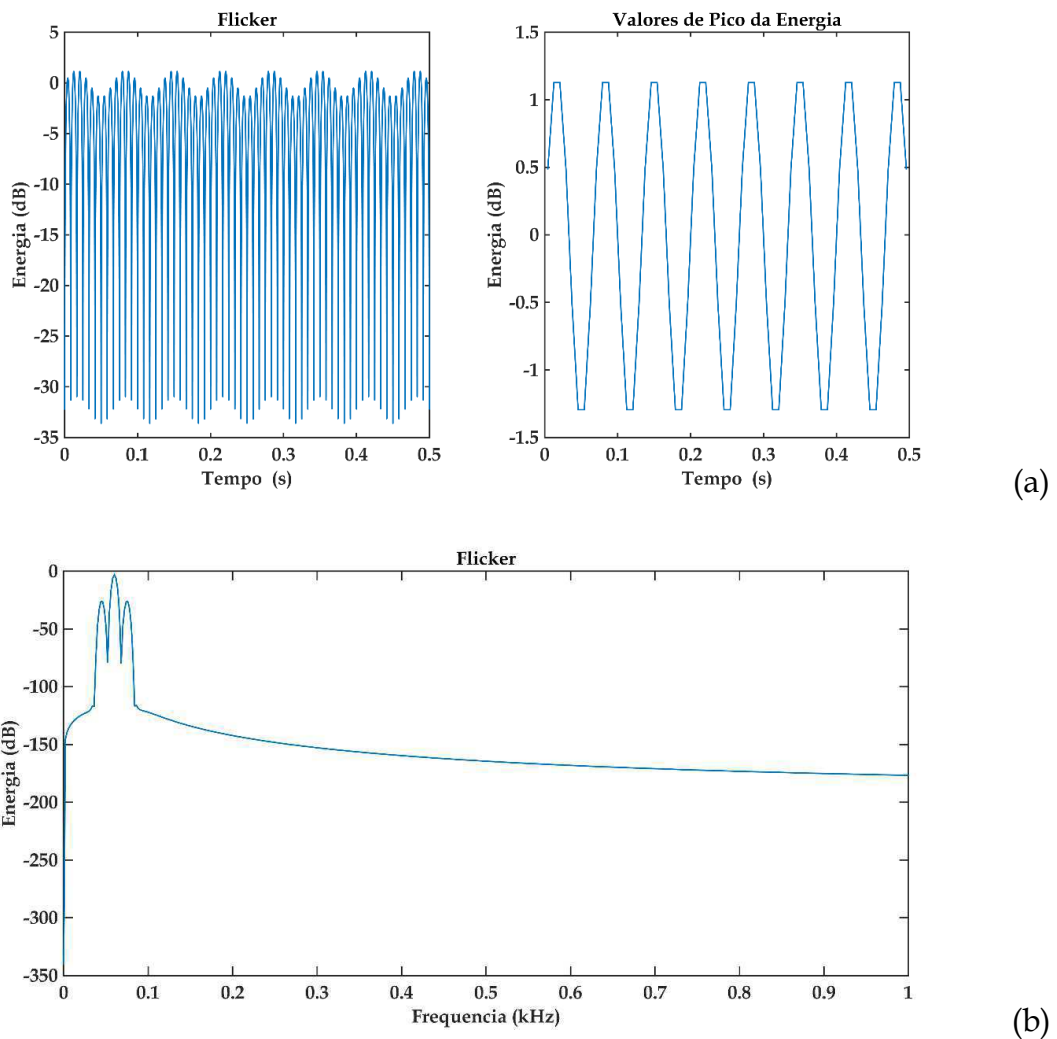 Flicker
5
0
-5
-10
-15
-20
-25
-30
-35
Energia (dB)
0 0.1 0.2 0.3 0.4 0.5
Tempo (s)
Valores de Pico da Energia
1.5
1
0.5
0
-0.5
-1
-1.5
Energia (dB)
0 0.1 0.2 0.3 0.4 0.5
Tempo (s)
(a)
Flicker
0
-50
-100
-150
-200
-250
-300
-350
Energia (dB)
0 0.1 0.2 0.3 0.4 0.5 0.6 0.7 0.8 0.9 1
Frequencia (kHz)
(b)